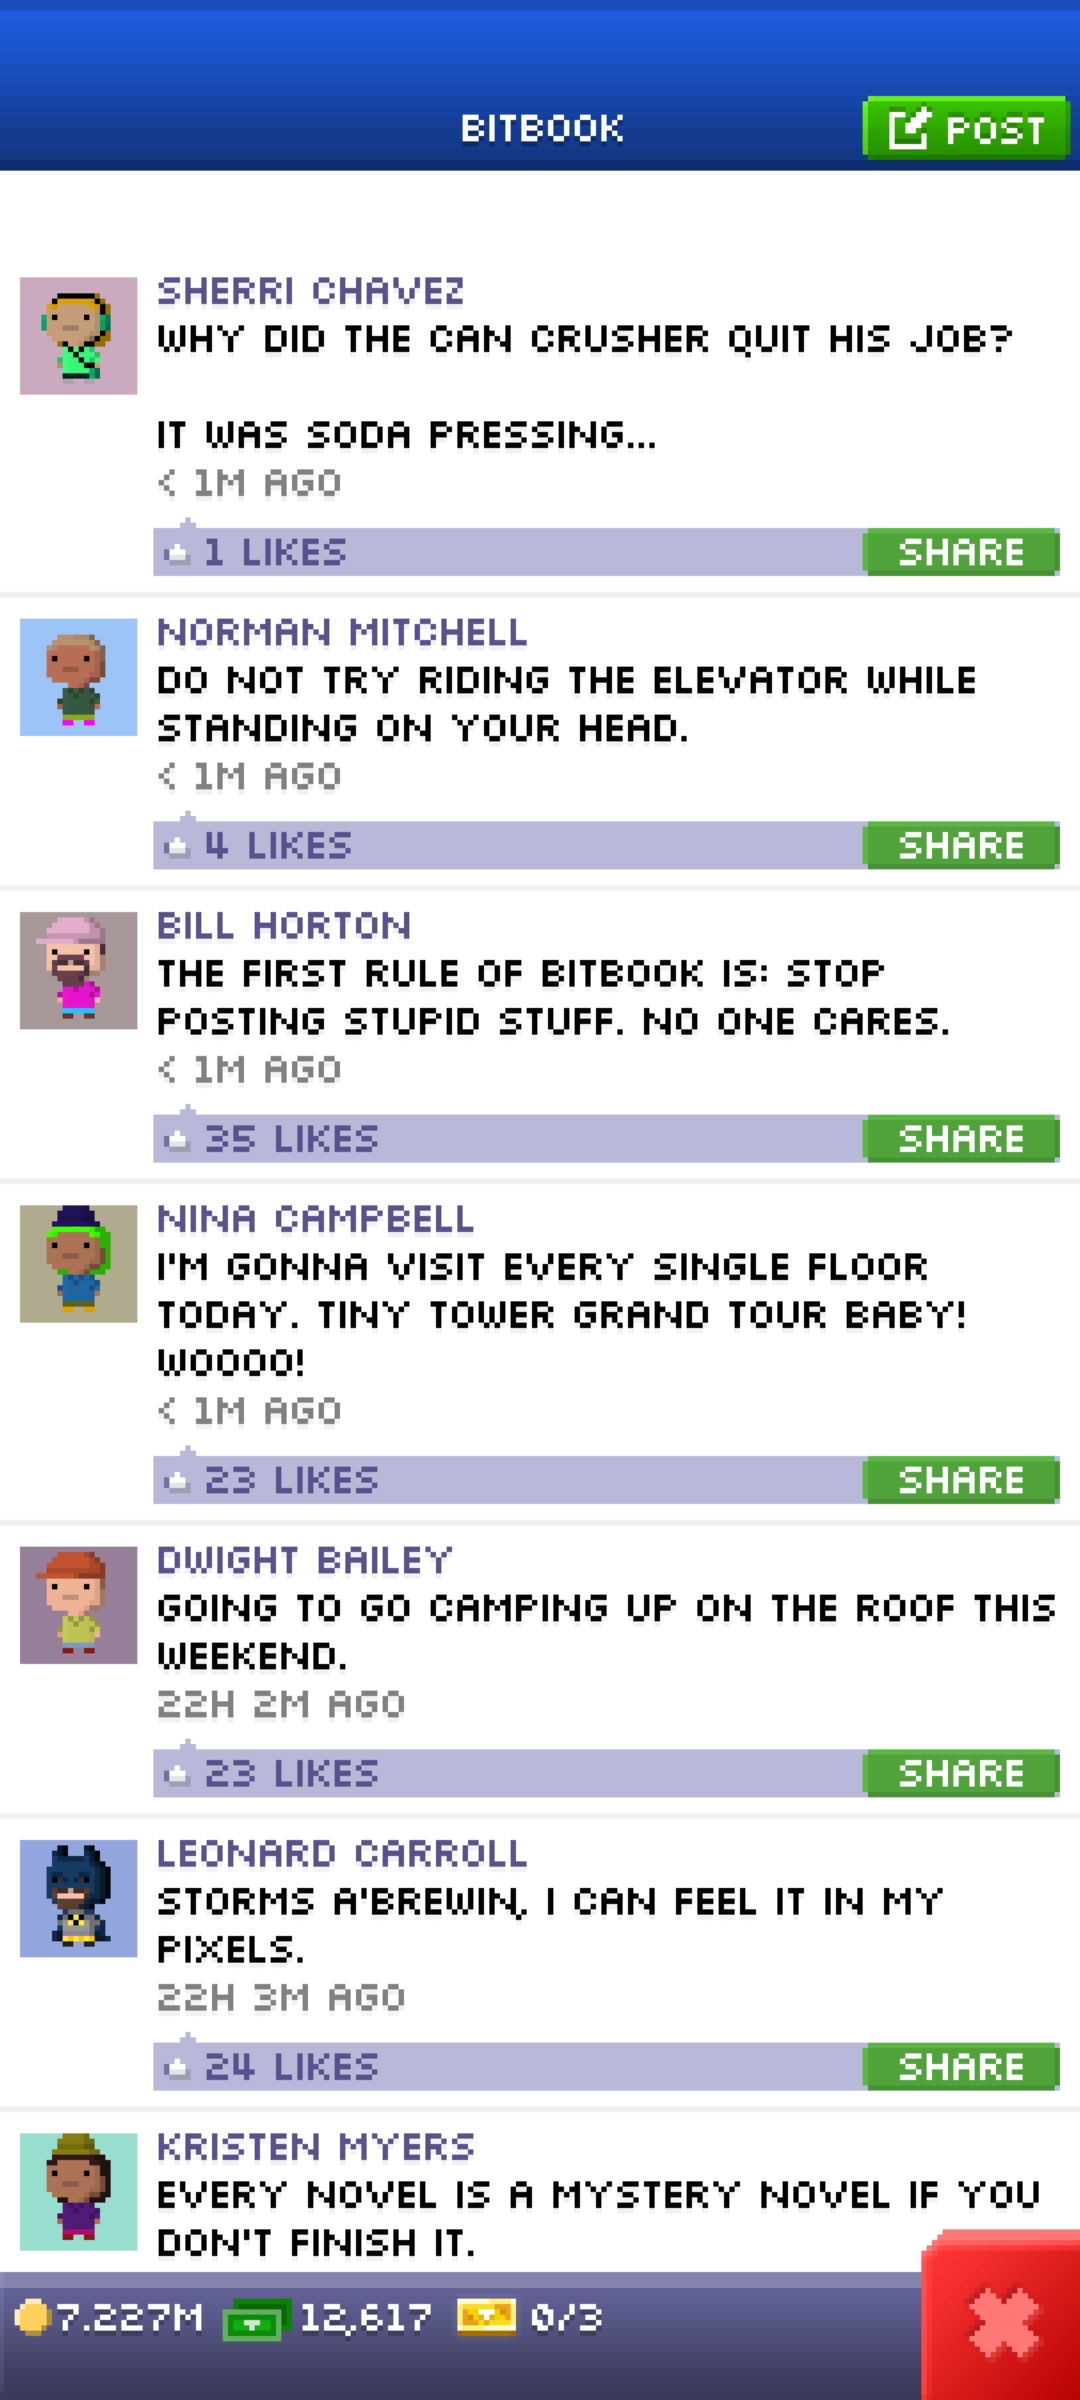 BITBOOK
POST
SHERRI CHAVEZ
WHY DID THE CAN CRUSHER QUIT HIS JOB?
IT WAS SODA PRESSING...
< 1M AGO
1 LIKES
SHARE
NORMAN MITCHELL
DO NOT TRY RIDING THE ELEVATOR WHILE
STANDING ON YOUR HEAD.
< 1M AGO
4 LIKES
SHARE
BILL HORTON
THE FIRST RULE OF BITBOOK IS: STOP
POSTING STUPID STUFF. NO ONE CARES.
< 1M AGO
35 LIKES
SHARE
NINA CAMPBELL
I'M GONNA VISIT EVERY SINGLE FLOOR
TODAY. TINY TOWER GRAND TOUR BABY!
WOOOO!
< 1M AGO
23 LIKES
SHARE
DWIGHT BAILEY
GOING TO GO CAMPING UP ON THE ROOF THIS
WEEKEND.
22H 2M AGO
23 LIKES
SHARE
LEONARD CARROLL
STORMS A'BREWIN, I CAN FEEL IT IN MY
PIXELS.
22H 3M AGO
24 LIKES
SHARE
KRISTEN MYERS
EVERY NOVEL IS A MYSTERY NOVEL IF YOU
DON'T FINISH IT.
7.227M 12,617 0/3